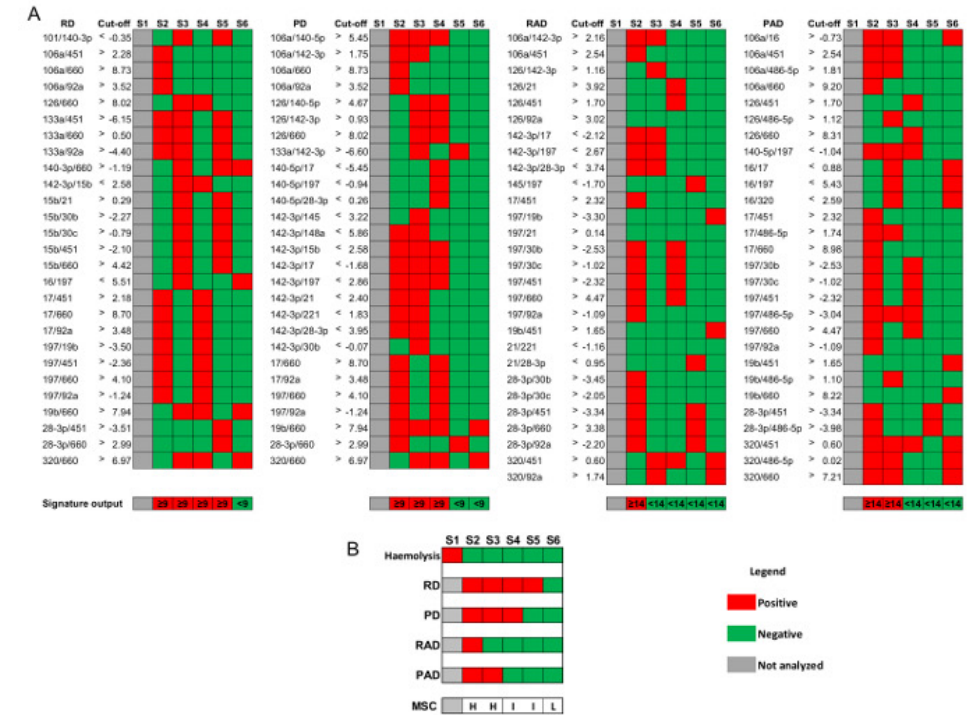 A
RD Cut-off S1 S2 S3 S4 S5 S6
101/140-3p < -0.35
106a/451 > 2.28
106a/660 > 8.73
106a/92a > 3.52
126/660 > 8.02
133a/451 > -6.15
133a/660 > 0.50
133a/92a > -4.40
140-3p/660 > -1.19
142-3p/15b < 2.58
15b/21 > 0.29
15b/30b > -2.27
15b/30c > -0.79
15b/451 > -2.10
15b/660 > 4.42
16/197 < 5.51
17/451 > 2.18
17/660 > 8.70
17/92a > 3.48
197/19b > -3.50
197/451 > -2.36
197/660 > 4.10
197/92a > -1.24
19b/660 > 7.94
28-3p/451 > -3.51
28-3p/660 > 2.99
320/660 > 6.97
Signature output ≥9 ≥9 ≥9 ≥9 <9
PD Cut-off S1 S2 S3 S4 S5 S6
106a/140-5p > 5.45
106a/142-3p > 1.75
106a/660 > 8.73
106a/92a > 3.52
126/140-5p > 4.67
126/142-3p > 0.93
126/660 > 8.02
133a/142-3p > -6.60
140-5p/17 < -5.45
140-5p/197 < -0.94
140-5p/28-3p < 0.26
142-3p/145 < 3.22
142-3p/148a < 5.86
142-3p/15b < 2.58
142-3p/17 < -1.68
142-3p/197 < 2.86
142-3p/21 < 2.40
142-3p/221 < 1.83
142-3p/28-3p < 3.95
142-3p/30b < -0.07
17/660 > 8.70
17/92a > 3.48
197/660 > 4.10
197/92a > -1.24
19b/660 > 7.94
28-3p/660 > 2.99
320/660 > 6.97
≥9 ≥9 ≥9 <9 <9
RAD Cut-off S1 S2 S3 S4 S5 S6
106a/142-3p > 2.16
106a/451 > 2.54
126/142-3p > 1.16
126/21 > 3.92
126/451 > 1.70
126/92a > 3.02
142-3p/17 < -2.12
142-3p/197 < 2.67
142-3p/28-3p < 3.74
145/197 < -1.70
17/451 > 2.32
197/19b > -3.30
197/21 > 0.14
197/30b > -2.53
197/30c > -1.02
197/451 > -2.32
197/660 > 4.47
197/92a > -1.09
19b/451 > 1.65
21/221 < -1.16
21/28-3p < 0.95
28-3p/30b > -3.45
28-3p/30c > -2.05
28-3p/451 > -3.34
28-3p/660 > 3.38
28-3p/92a > -2.20
320/451 > 0.60
320/92a > 1.74
≥14 <14 <14 <14 <14
PAD Cut-off S1 S2 S3 S4 S5 S6
106a/16 > -0.73
106a/451 > 2.54
106a/486-5p > 1.81
106a/660 > 9.20
126/451 > 1.70
126/486-5p > 1.12
126/660 > 8.31
140-5p/197 < -1.04
16/17 < 0.88
16/197 < 5.43
16/320 < 2.59
17/451 > 2.32
17/486-5p > 1.74
17/660 > 8.98
197/30b > -2.53
197/30c > -1.02
197/451 > -2.32
197/486-5p > -3.04
197/660 > 4.47
197/92a > -1.09
19b/451 > 1.65
19b/486-5p > 1.10
19b/660 > 8.22
28-3p/451 > -3.34
28-3p/486-5p > -3.98
320/451 > 0.60
320/486-5p > 0.02
320/660 > 7.21
≥14 ≥14 <14 <14 <14
B
S1 S2 S3 S4 S5 S6
Haemolysis
RD
PD
RAD
PAD
MSC H H I I L
Legend
Positive
Negative
Not analyzed